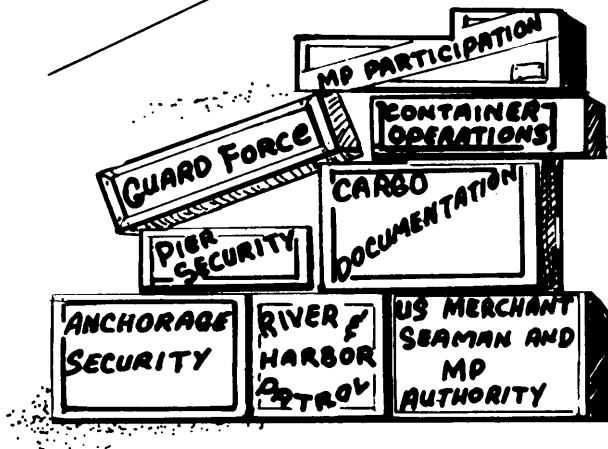 MP PARTICIPATION
CONTAINER
OPERATIONS
GUARD FORCE
CARGO
DOCUMENTATION
PIER
SECURITY
ANCHORAGE
SECURITY
RIVER &
HARBOR
PATROL
US MERCHANT
SEAMAN AND
MP
AUTHORITY